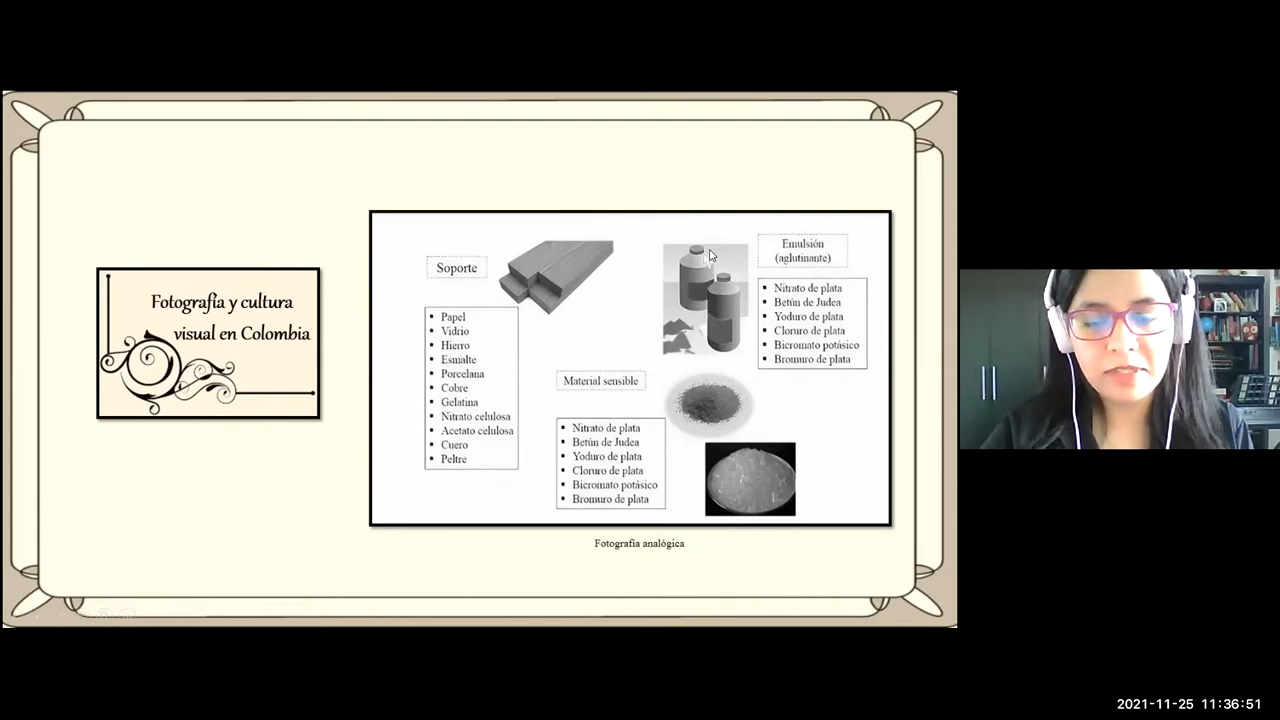 Fotografía y cultura
visual en Colombia
Soporte
Papel
Vidrio
Hierro
Esmalte
Porcelana
Cobre
Gelatina
Nitrato celulosa
Acetato celulosa
Cuero
Peltre
Material sensible
Nitrato de plata
Betún de Judea
Yoduro de plata
Cloruro de plata
Bicromato potásico
Bromuro de plata
Emulsión
(aglutinante)
Nitrato de plata
Betún de Judea
Yoduro de plata
Cloruro de plata
Bicromato potásico
Bromuro de plata
Fotografía analógica
2021-11-25 11:36:51